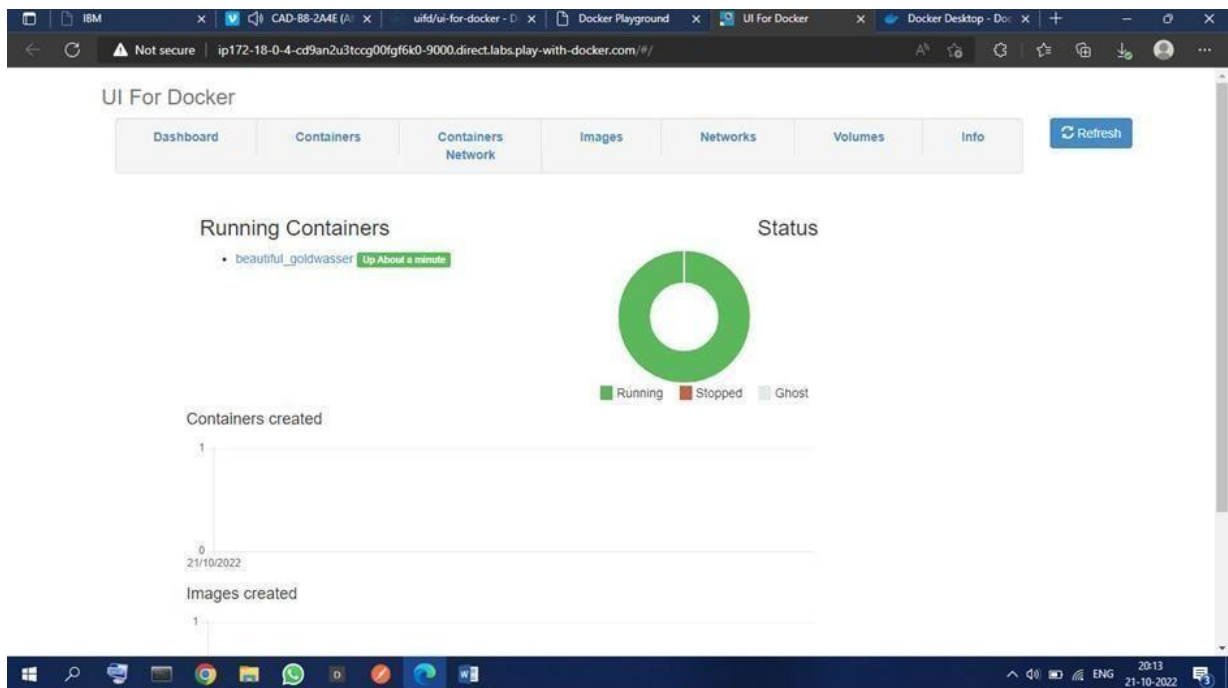 IBM
CAD-B8-2A4E (A
uifd/ui-for-docker - D
Docker Playground
UI For Docker
Docker Desktop - Doc
Not secure
ip172-18-0-4-cd9an2u3tccg00fgf6k0-9000.direct.labs.play-with-docker.com/#/
UI For Docker
Dashboard
Containers
Containers
Network
Images
Networks
Volumes
Info
Refresh
Running Containers
Status
• beautiful_goldwasser Up About a minute
Running Stopped Ghost
Containers created
1
0
21/10/2022
Images created
1
ENG
20:13
21-10-2022